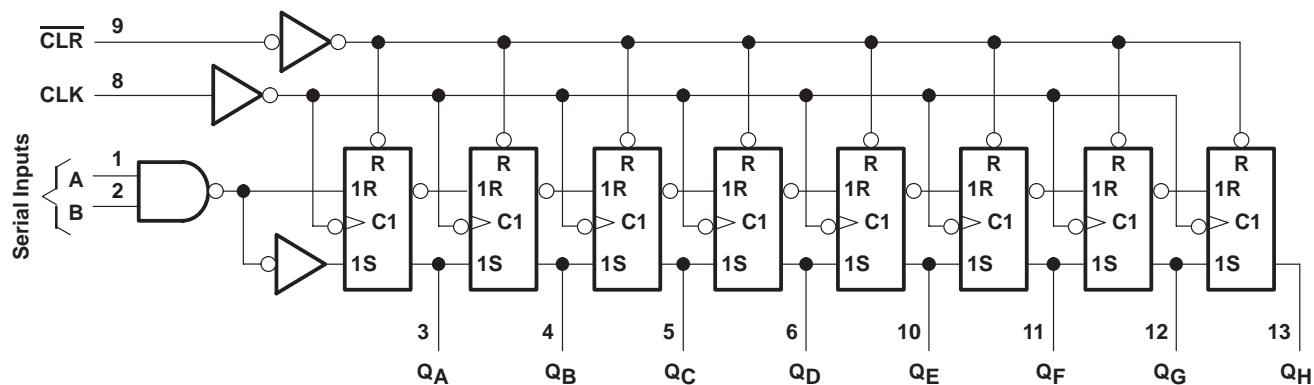 CLR 9
CLK 8
Serial Inputs
A 1
B 2
R R R R R R R R
1R 1R 1R 1R 1R 1R 1R 1R
C1 C1 C1 C1 C1 C1 C1 C1
1S 1S 1S 1S 1S 1S 1S 1S
3 4 5 6 10 11 12 13
QA QB QC QD QE QF QG QH